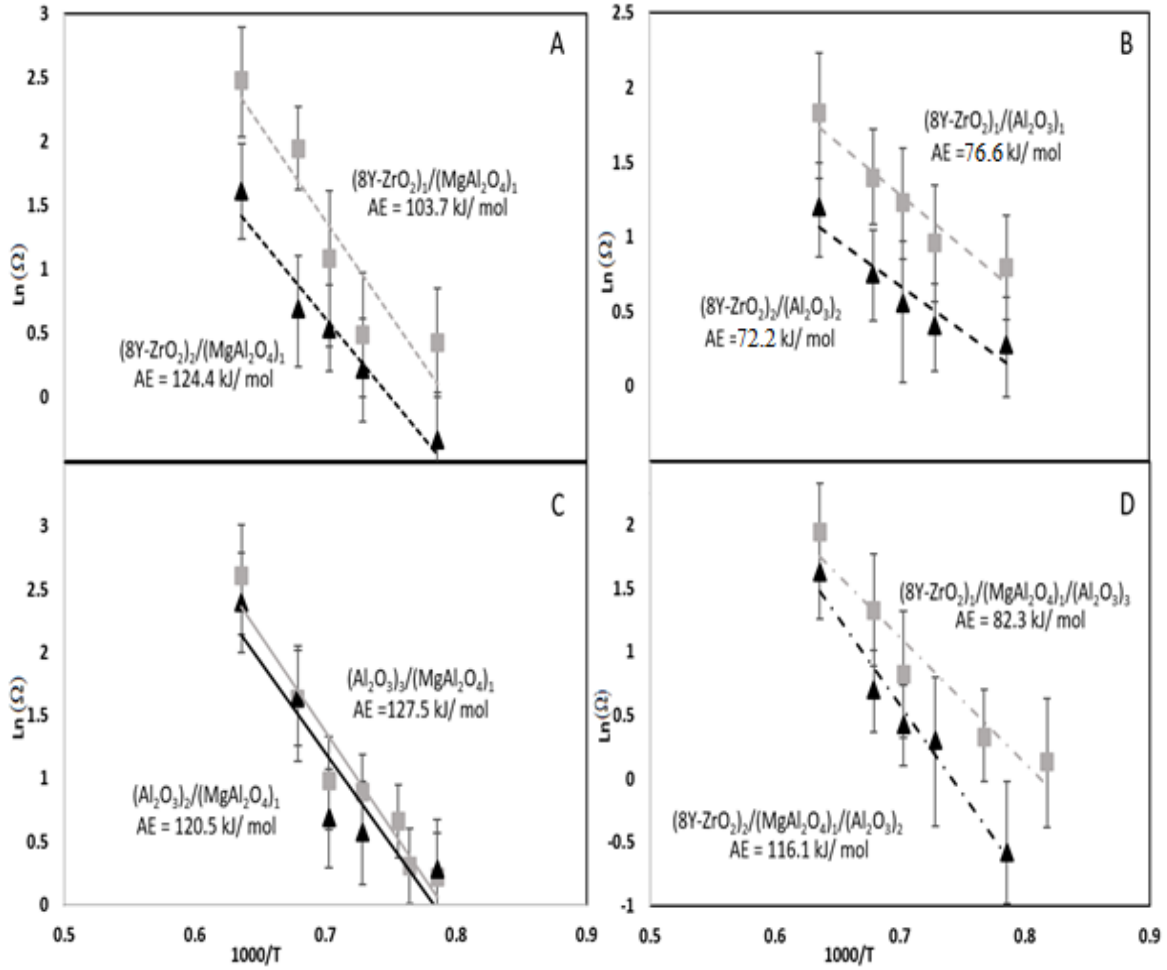 3
2.5
2
1.5
1
0.5
0
Ln (Ω)
A
(8Y-ZrO₂)₁/(MgAl₂O₄)₁
AE = 103.7 kJ/ mol
(8Y-ZrO₂)₂/(MgAl₂O₄)₁
AE = 124.4 kJ/ mol
2.5
2
1.5
1
0.5
0
Ln (Ω)
B
(8Y-ZrO₂)₁/(Al₂O₃)₁
AE =76.6 kJ/ mol
(8Y-ZrO₂)₂/(Al₂O₃)₂
AE =72.2 kJ/ mol
3
2.5
2
1.5
1
0.5
0
Ln (Ω)
C
(Al₂O₃)₃/(MgAl₂O₄)₁
AE =127.5 kJ/ mol
(Al₂O₃)₂/(MgAl₂O₄)₁
AE = 120.5 kJ/ mol
0.5 0.6 0.7 0.8 0.9
1000/T
2
1.5
1
0.5
0
-0.5
-1
Ln (Ω)
D
(8Y-ZrO₂)₁/(MgAl₂O₄)₁/(Al₂O₃)₃
AE = 82.3 kJ/ mol
(8Y-ZrO₂)₂/(MgAl₂O₄)₁/(Al₂O₃)₂
AE = 116.1 kJ/ mol
0.5 0.6 0.7 0.8 0.9
1000/T